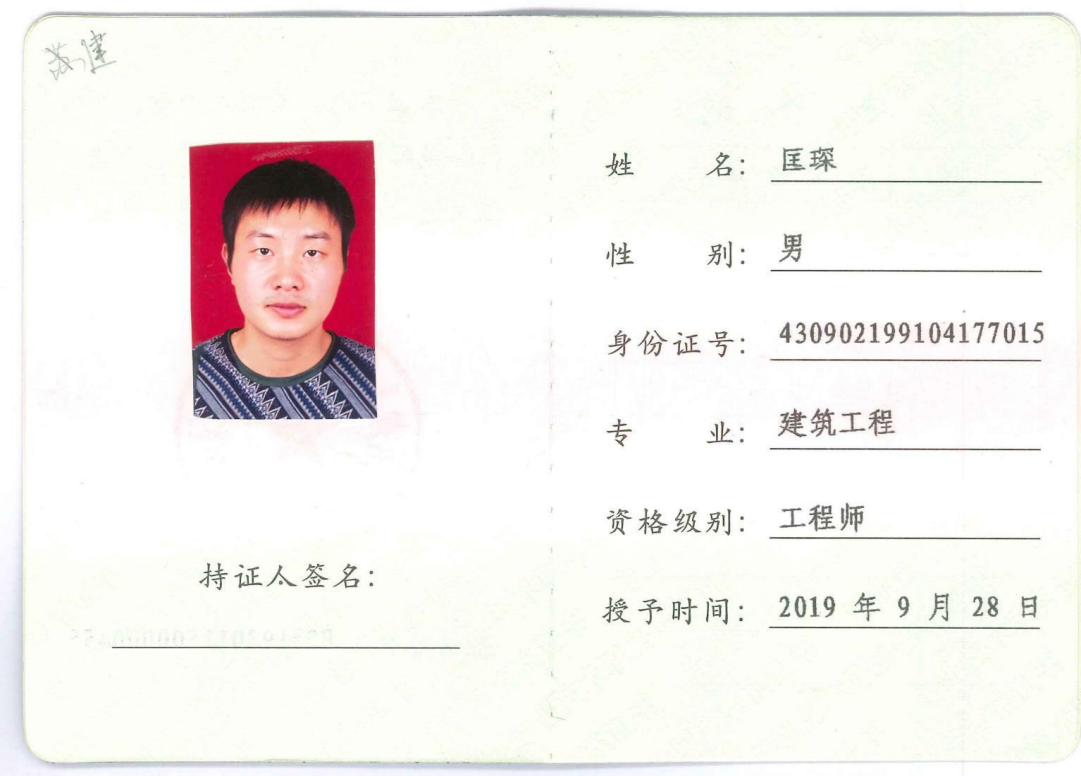 姓 名： 匡琛
性 别： 男
身份证号： 430902199104177015
专 业： 建筑工程
资格级别： 工程师
持证人签名：
授予时间： 2019 年 9 月 28 日